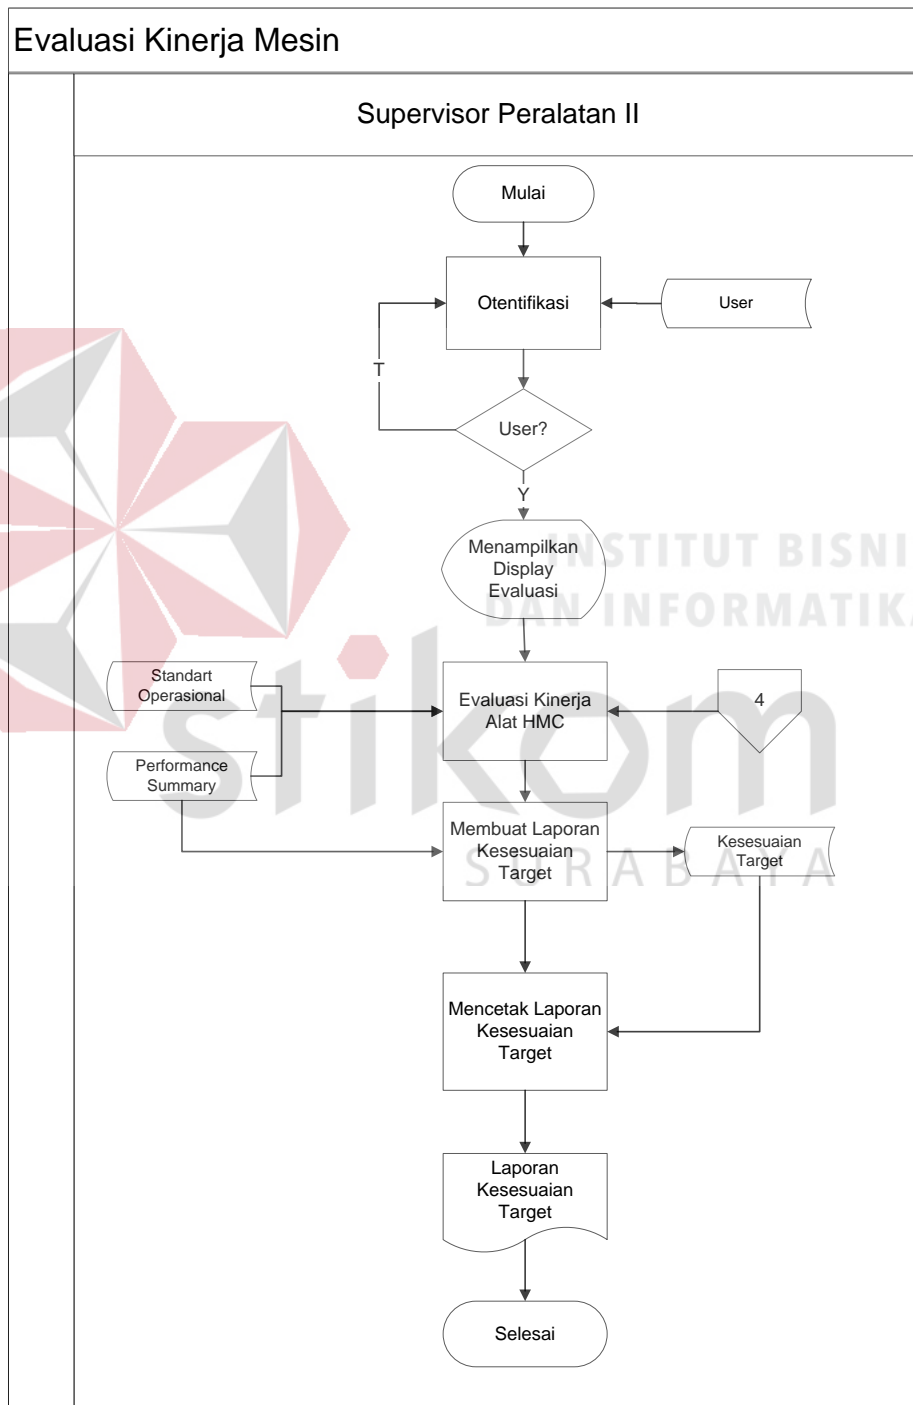 Evaluasi Kinerja Mesin
Supervisor Peralatan II
Mulai
Otentifikasi
User
T
User?
Y
Menampilkan
Display
Evaluasi
INSTITUT BISNI
DAN INFORMATIKA
Standart
Operasional
Evaluasi Kinerja
Alat HMC
4
stikom
Performance
Summary
Membuat Laporan
Kesesuaian
Target
Kesesuaian
Target
SURABAYA
Mencetak Laporan
Kesesuaian
Target
Laporan
Kesesuaian
Target
Selesai